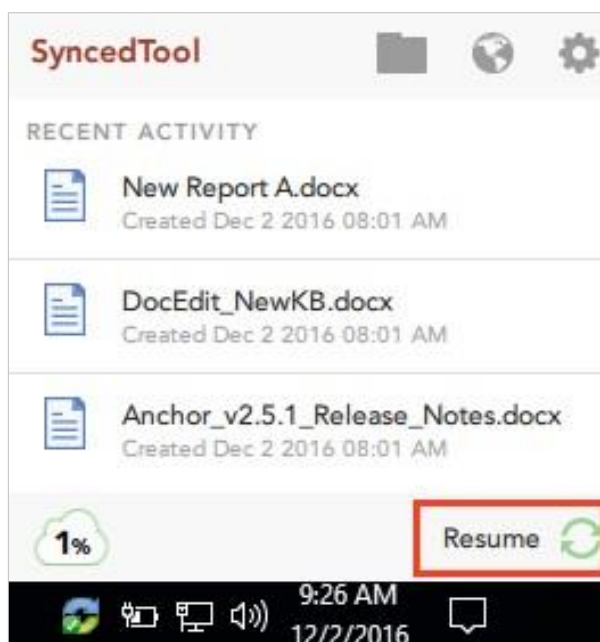 SyncedTool
RECENT ACTIVITY
New Report A.docx
Created Dec 2 2016 08:01 AM
DocEdit_NewKB.docx
Created Dec 2 2016 08:01 AM
Anchor_v2.5.1_Release_Notes.docx
Created Dec 2 2016 08:01 AM
1%
Resume
9:26 AM
12/2/2016